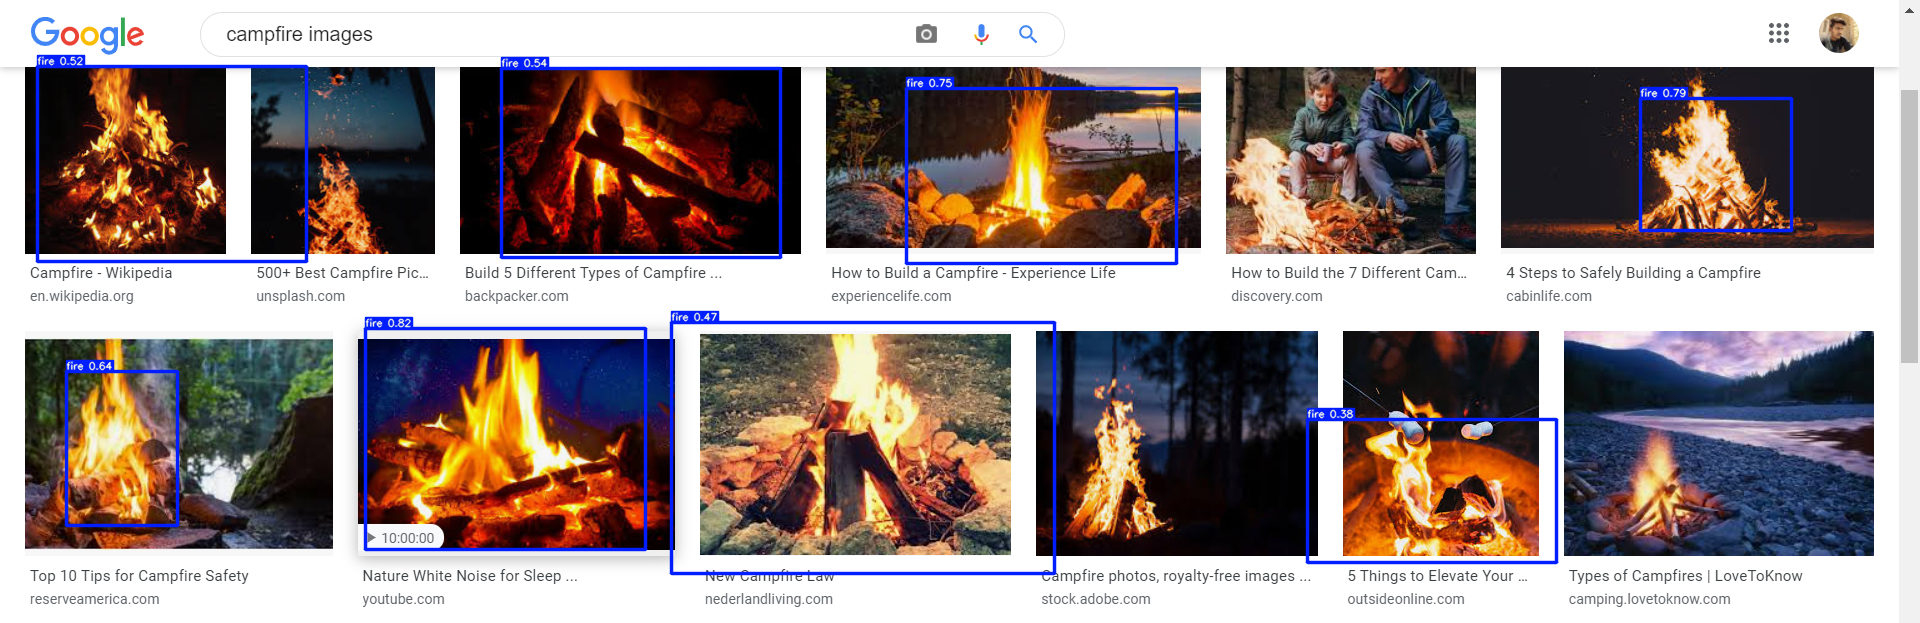 Google
campfire images
fire 0.52
fire 0.54
fire 0.75
fire 0.79
Campfire - Wikipedia
en.wikipedia.org
500+ Best Campfire Pic...
unsplash.com
Build 5 Different Types of Campfire ...
backpacker.com
How to Build a Campfire - Experience Life
experiencelife.com
How to Build the 7 Different Cam...
discovery.com
4 Steps to Safely Building a Campfire
cabinlife.com
fire 0.64
fire 0.82
fire 0.47
fire 0.38
10:00:00
Top 10 Tips for Campfire Safety
reserveamerica.com
Nature White Noise for Sleep ...
youtube.com
New Campfire Law
nederlandliving.com
Campfire photos, royalty-free images ...
stock.adobe.com
5 Things to Elevate Your ...
outsideonline.com
Types of Campfires | LoveToKnow
camping.lovetoknow.com